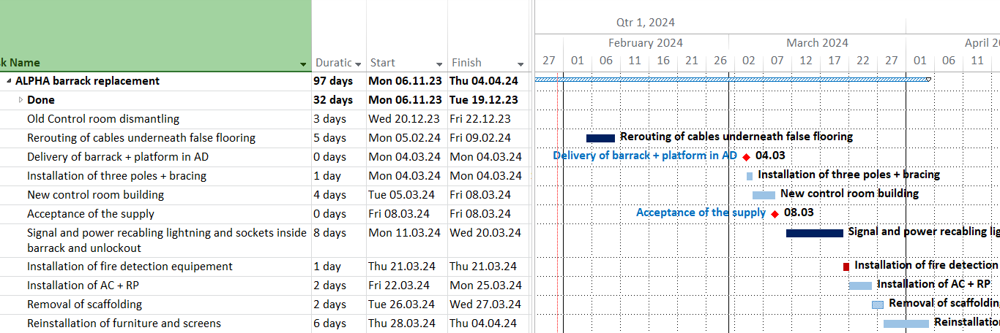 Qtr 1, 2024
February 2024 March 2024 April 20
k Name Duratic Start Finish 27 01 06 11 16 21 26 02 07 12 17 22 27 01 06 11
ALPHA barrack replacement 97 days Mon 06.11.23 Thu 04.04.24
Done 32 days Mon 06.11.23 Tue 19.12.23
Old Control room dismantling 3 days Wed 20.12.23 Fri 22.12.23
Rerouting of cables underneath false flooring 5 days Mon 05.02.24 Fri 09.02.24 Rerouting of cables underneath false flooring
Delivery of barrack + platform in AD 0 days Mon 04.03.24 Mon 04.03.24 Delivery of barrack + platform in AD 04.03
Installation of three poles + bracing 1 day Mon 04.03.24 Mon 04.03.24 Installation of three poles + bracing
New control room building 4 days Tue 05.03.24 Fri 08.03.24 New control room building
Acceptance of the supply 0 days Fri 08.03.24 Fri 08.03.24 Acceptance of the supply 08.03
Signal and power recabling lightning and sockets inside 8 days Mon 11.03.24 Wed 20.03.24 Signal and power recabling lig
barrack and unlockout
Installation of fire detection equipement 1 day Thu 21.03.24 Thu 21.03.24 Installation of fire detection
Installation of AC + RP 2 days Fri 22.03.24 Mon 25.03.24 Installation of AC + RP
Removal of scaffolding 2 days Tue 26.03.24 Wed 27.03.24 Removal of scaffoldin
Reinstallation of furniture and screens 6 days Thu 28.03.24 Thu 04.04.24 Reinstallatio